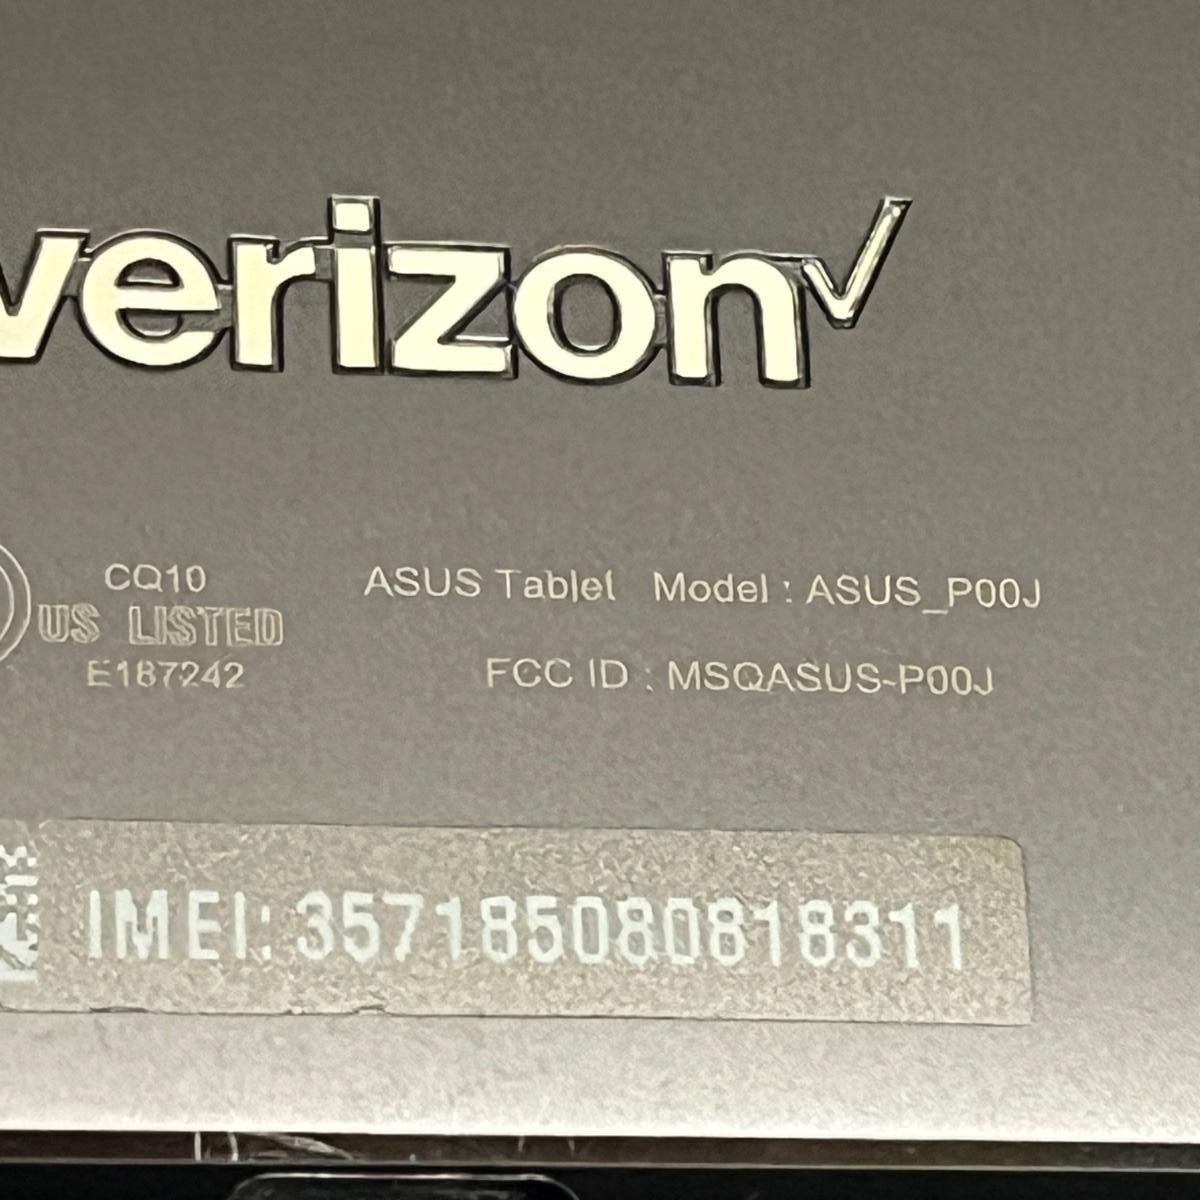 verizon✓
CQ10
US LISTED
E187242
ASUS Tablet Model : ASUS_P00J
FCC ID : MSQASUS-P00J
IMEI: 357185080818311